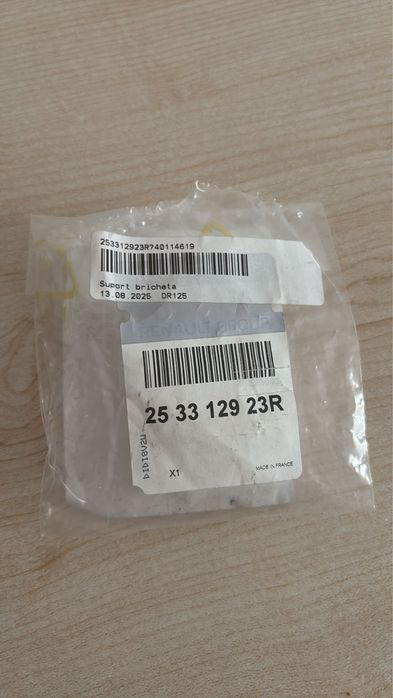 253312923R740114619
Suport bricheta
13.08.2025 DR125
RENAULT GROUP
25 33 129 23R
X1
MADE IN FRANCE